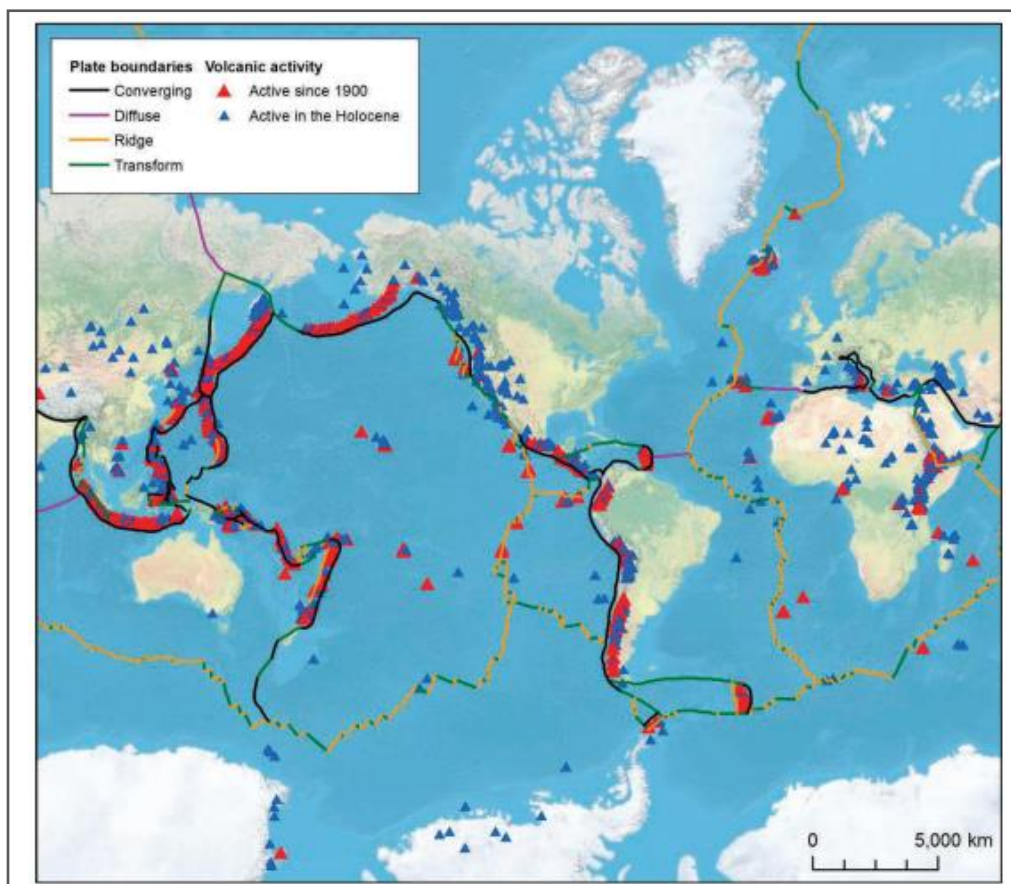 Plate boundaries Volcanic activity
Converging Active since 1900
Diffuse Active in the Holocene
Ridge
Transform
0 5,000 km